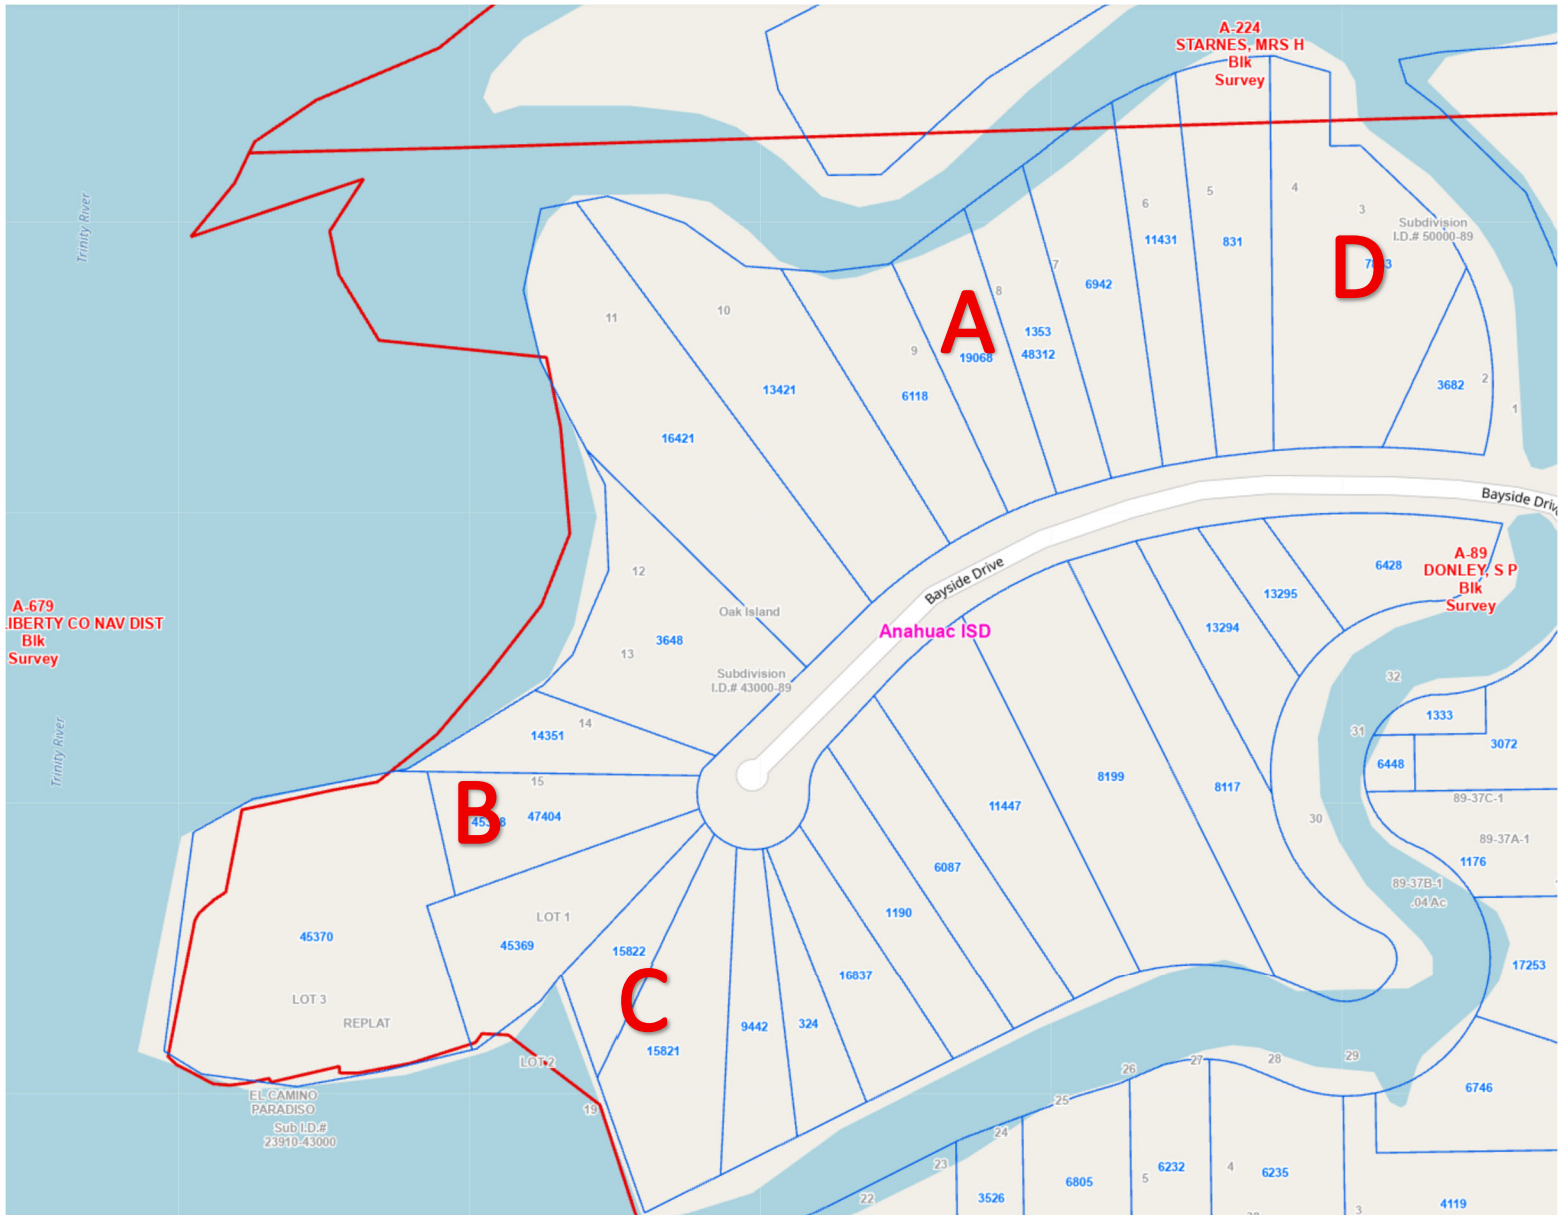 A-224
STARNES, MRS H
Blk
Survey
Trinity River
4
5
3
6
Subdivision
I.D.# 50000-89
11431
831
D
7
6942
8
A
10
11
1353
48312
19068
9
13421
6118
3682
2
1
16421
Bayside Drive
A-89
DONLEY, S P
Blk
Survey
6428
12
Bayside Drive
13295
A-679
LIBERTY CO NAV DIST
Blk
Survey
Oak Island
Anahuac ISD
13294
13
3648
Subdivision
I.D.# 43000-89
32
14
14351
1333
31
3072
Trinity River
6448
15
8199
8117
89-37C-1
B
47404
11447
30
89-37A-1
6087
1176
89-37B-1
.04 Ac
1190
LOT 1
45370
45369
15822
16837
17253
LOT 3
C
REPLAT
9442
324
15821
LOT 2
29
28
27
26
EL CAMINO
PARADISO
Sub I.D.#
23910-43000
19
25
6746
24
23
6232
4
6235
6805
5
22
3526
4119
3